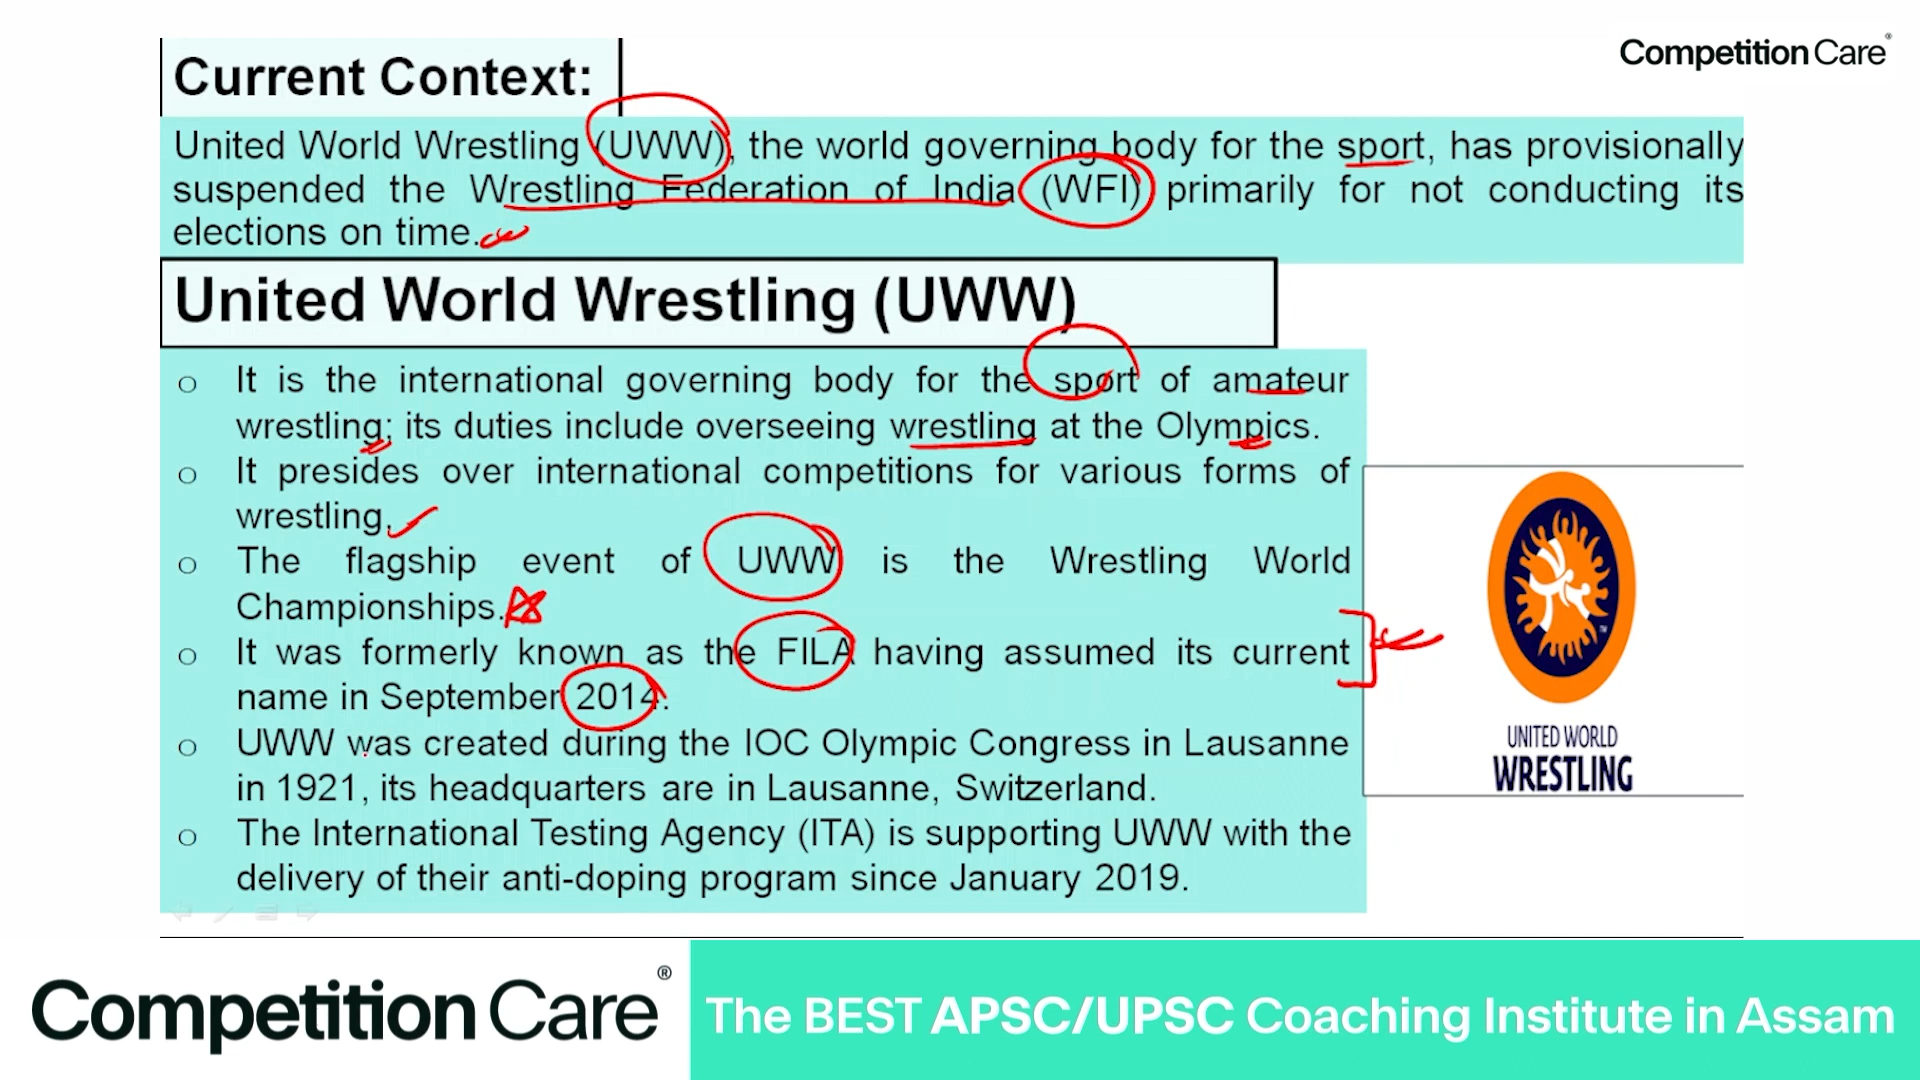 Competition Care®
Current Context:
United World Wrestling (UWW), the world governing body for the sport, has provisionally
suspended the Wrestling Federation of India (WFI) primarily for not conducting its
elections on time.
United World Wrestling (UWW)
o It is the international governing body for the sport of amateur
wrestling; its duties include overseeing wrestling at the Olympics.
o It presides over international competitions for various forms of
wrestling.
o The flagship event of UWW is the Wrestling World
Championships.
o It was formerly known as the FILA having assumed its current
name in September 2014.
o UWW was created during the IOC Olympic Congress in Lausanne
in 1921, its headquarters are in Lausanne, Switzerland.
o The International Testing Agency (ITA) is supporting UWW with the
delivery of their anti-doping program since January 2019.
TM
UNITED WORLD
WRESTLING
Competition Care®
The BEST APSC/UPSC Coaching Institute in Assam